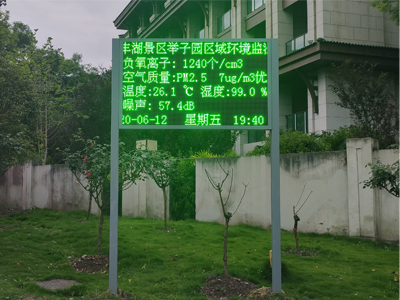 丰湖景区举子园区域环境监测
负氧离子: 1240个/cm3
空气质量:PM2.5 7ug/m3优
温度:26.1℃ 湿度:99.0%
噪声: 57.4dB
20-06-12 星期五 19:40